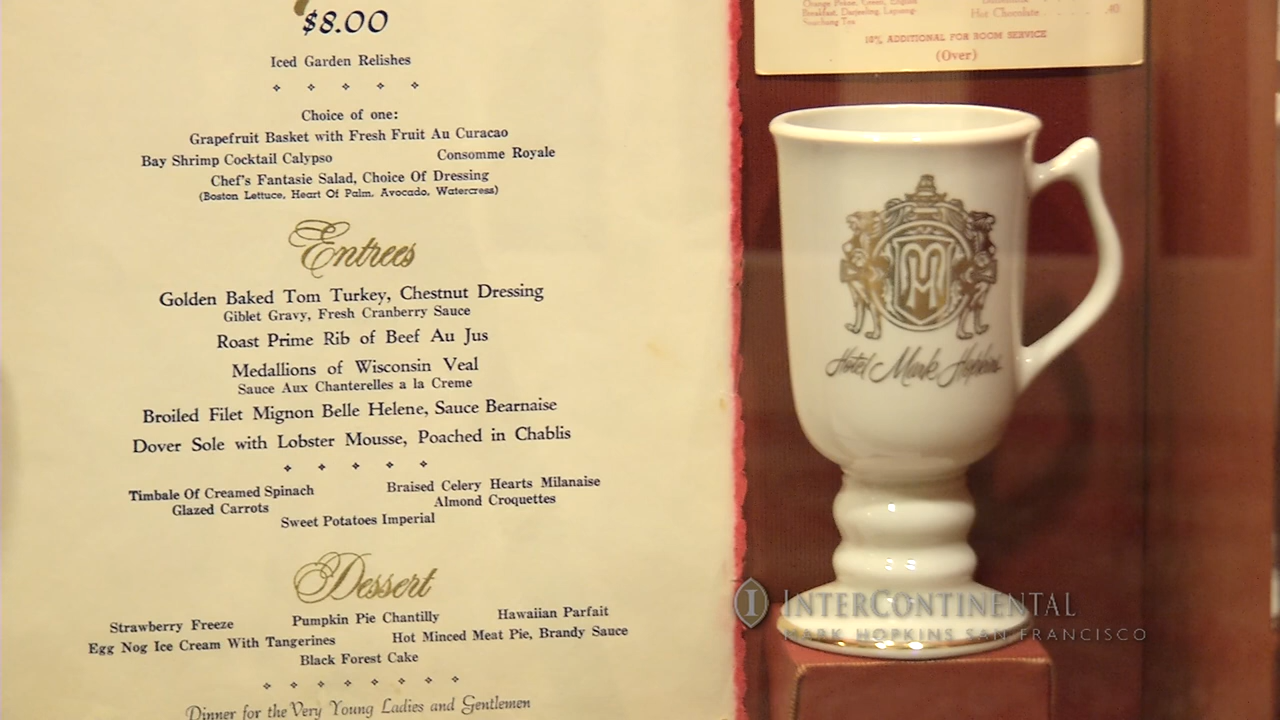 $8.00
Iced Garden Relishes
Choice of one:
Grapefruit Basket with Fresh Fruit Au Curacao
Bay Shrimp Cocktail Calypso Consomme Royale
Chef's Fantasie Salad, Choice Of Dressing
(Boston Lettuce, Heart Of Palm, Avocado, Watercress)
Entrees
Golden Baked Tom Turkey, Chestnut Dressing
Giblet Gravy, Fresh Cranberry Sauce
Roast Prime Rib of Beef Au Jus
Medallions of Wisconsin Veal
Sauce Aux Chanterelles a la Creme
Broiled Filet Mignon Belle Helene, Sauce Bearnaise
Dover Sole with Lobster Mousse, Poached in Chablis
Timbale Of Creamed Spinach Braised Celery Hearts Milanaise
Glazed Carrots Almond Croquettes
Sweet Potatoes Imperial
Dessert
Strawberry Freeze Pumpkin Pie Chantilly Hawaiian Parfait
Egg Nog Ice Cream With Tangerines Hot Minced Meat Pie, Brandy Sauce
Black Forest Cake
Dinner for the Very Young Ladies and Gentlemen
Breakfast, Darjeeling, Lapsang-
Souchong Tea
Hot Chocolate . . . . . . .40
10% ADDITIONAL FOR ROOM SERVICE
(Over)
M
Hotel Mark Hopkins
INTERCONTINENTAL
MARK HOPKINS SAN FRANCISCO